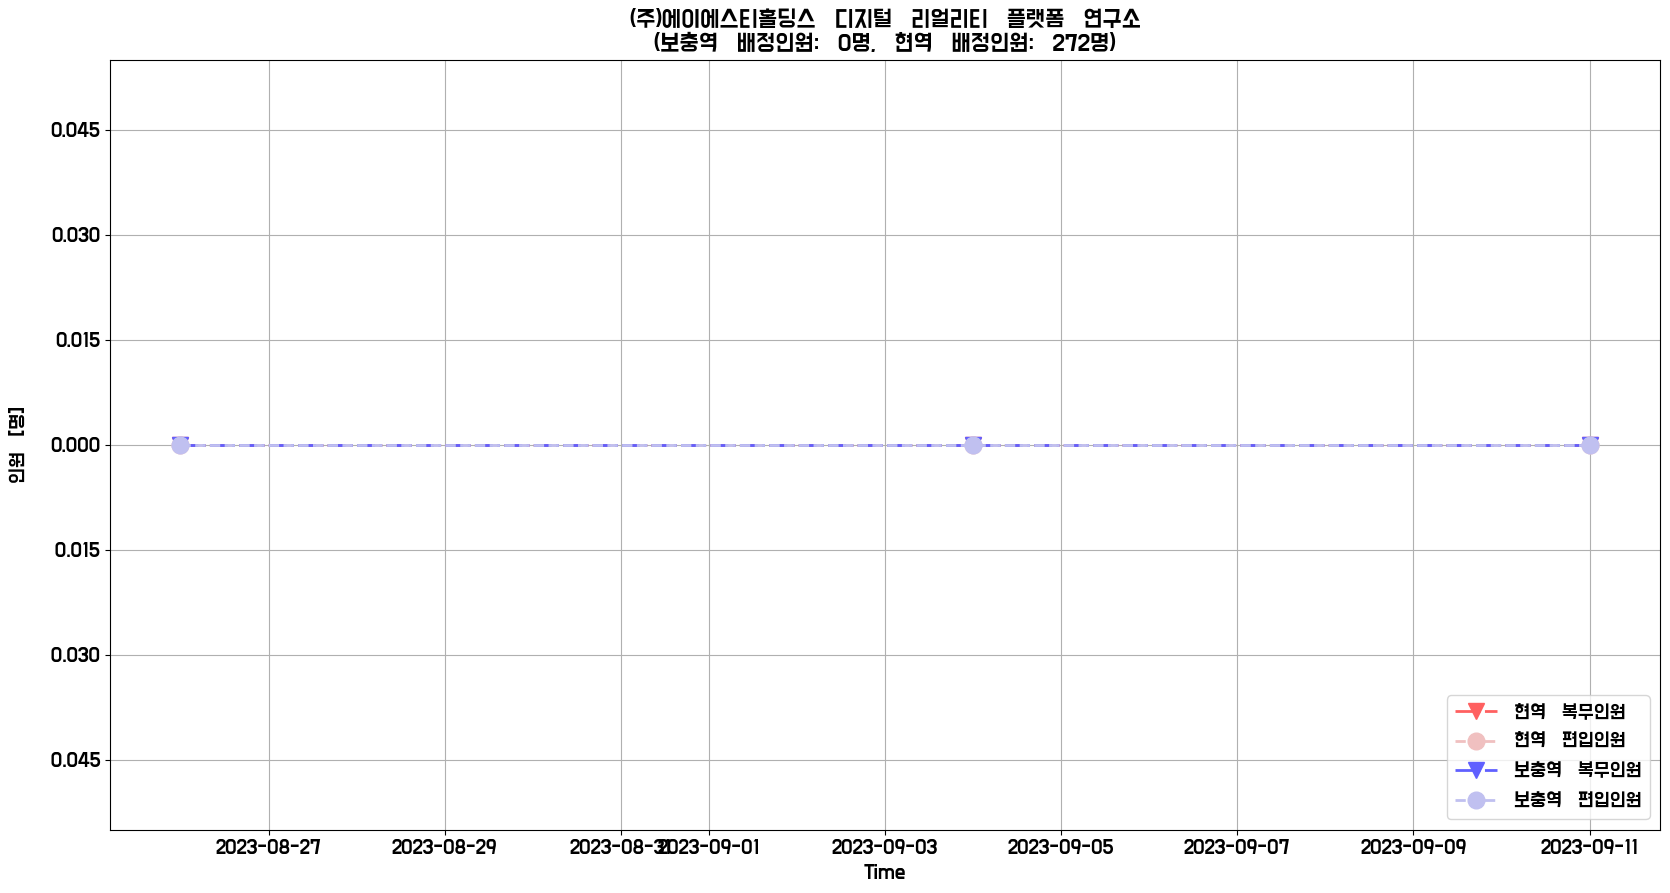 (주)에이에스티홀딩스 디지털 리얼리티 플랫폼 연구소
(보충역 배정인원: 0명, 현역 배정인원: 272명)
0.045
0.030
0.015
0.000
0.015
0.030
0.045
인원 [명]
2023-08-27 2023-08-29 2023-08-31 2023-09-01 2023-09-03 2023-09-05 2023-09-07 2023-09-09 2023-09-11
Time
현역 복무인원
현역 편입인원
보충역 복무인원
보충역 편입인원